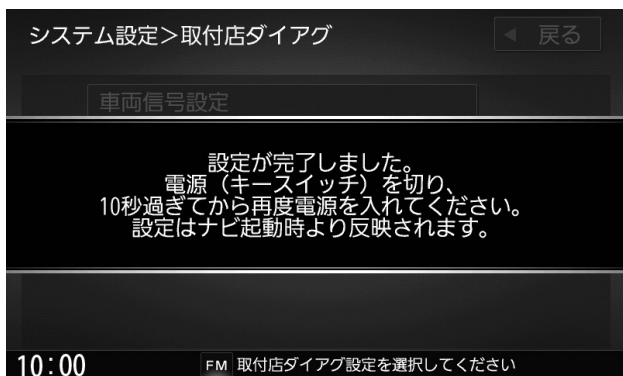 システム設定＞取付店ダイアグ
◀ 戻る
車両信号設定
設定が完了しました。
電源（キースイッチ）を切り、
10秒過ぎてから再度電源を入れてください。
設定はナビ起動時より反映されます。
10:00
FM 取付店ダイアグ設定を選択してください